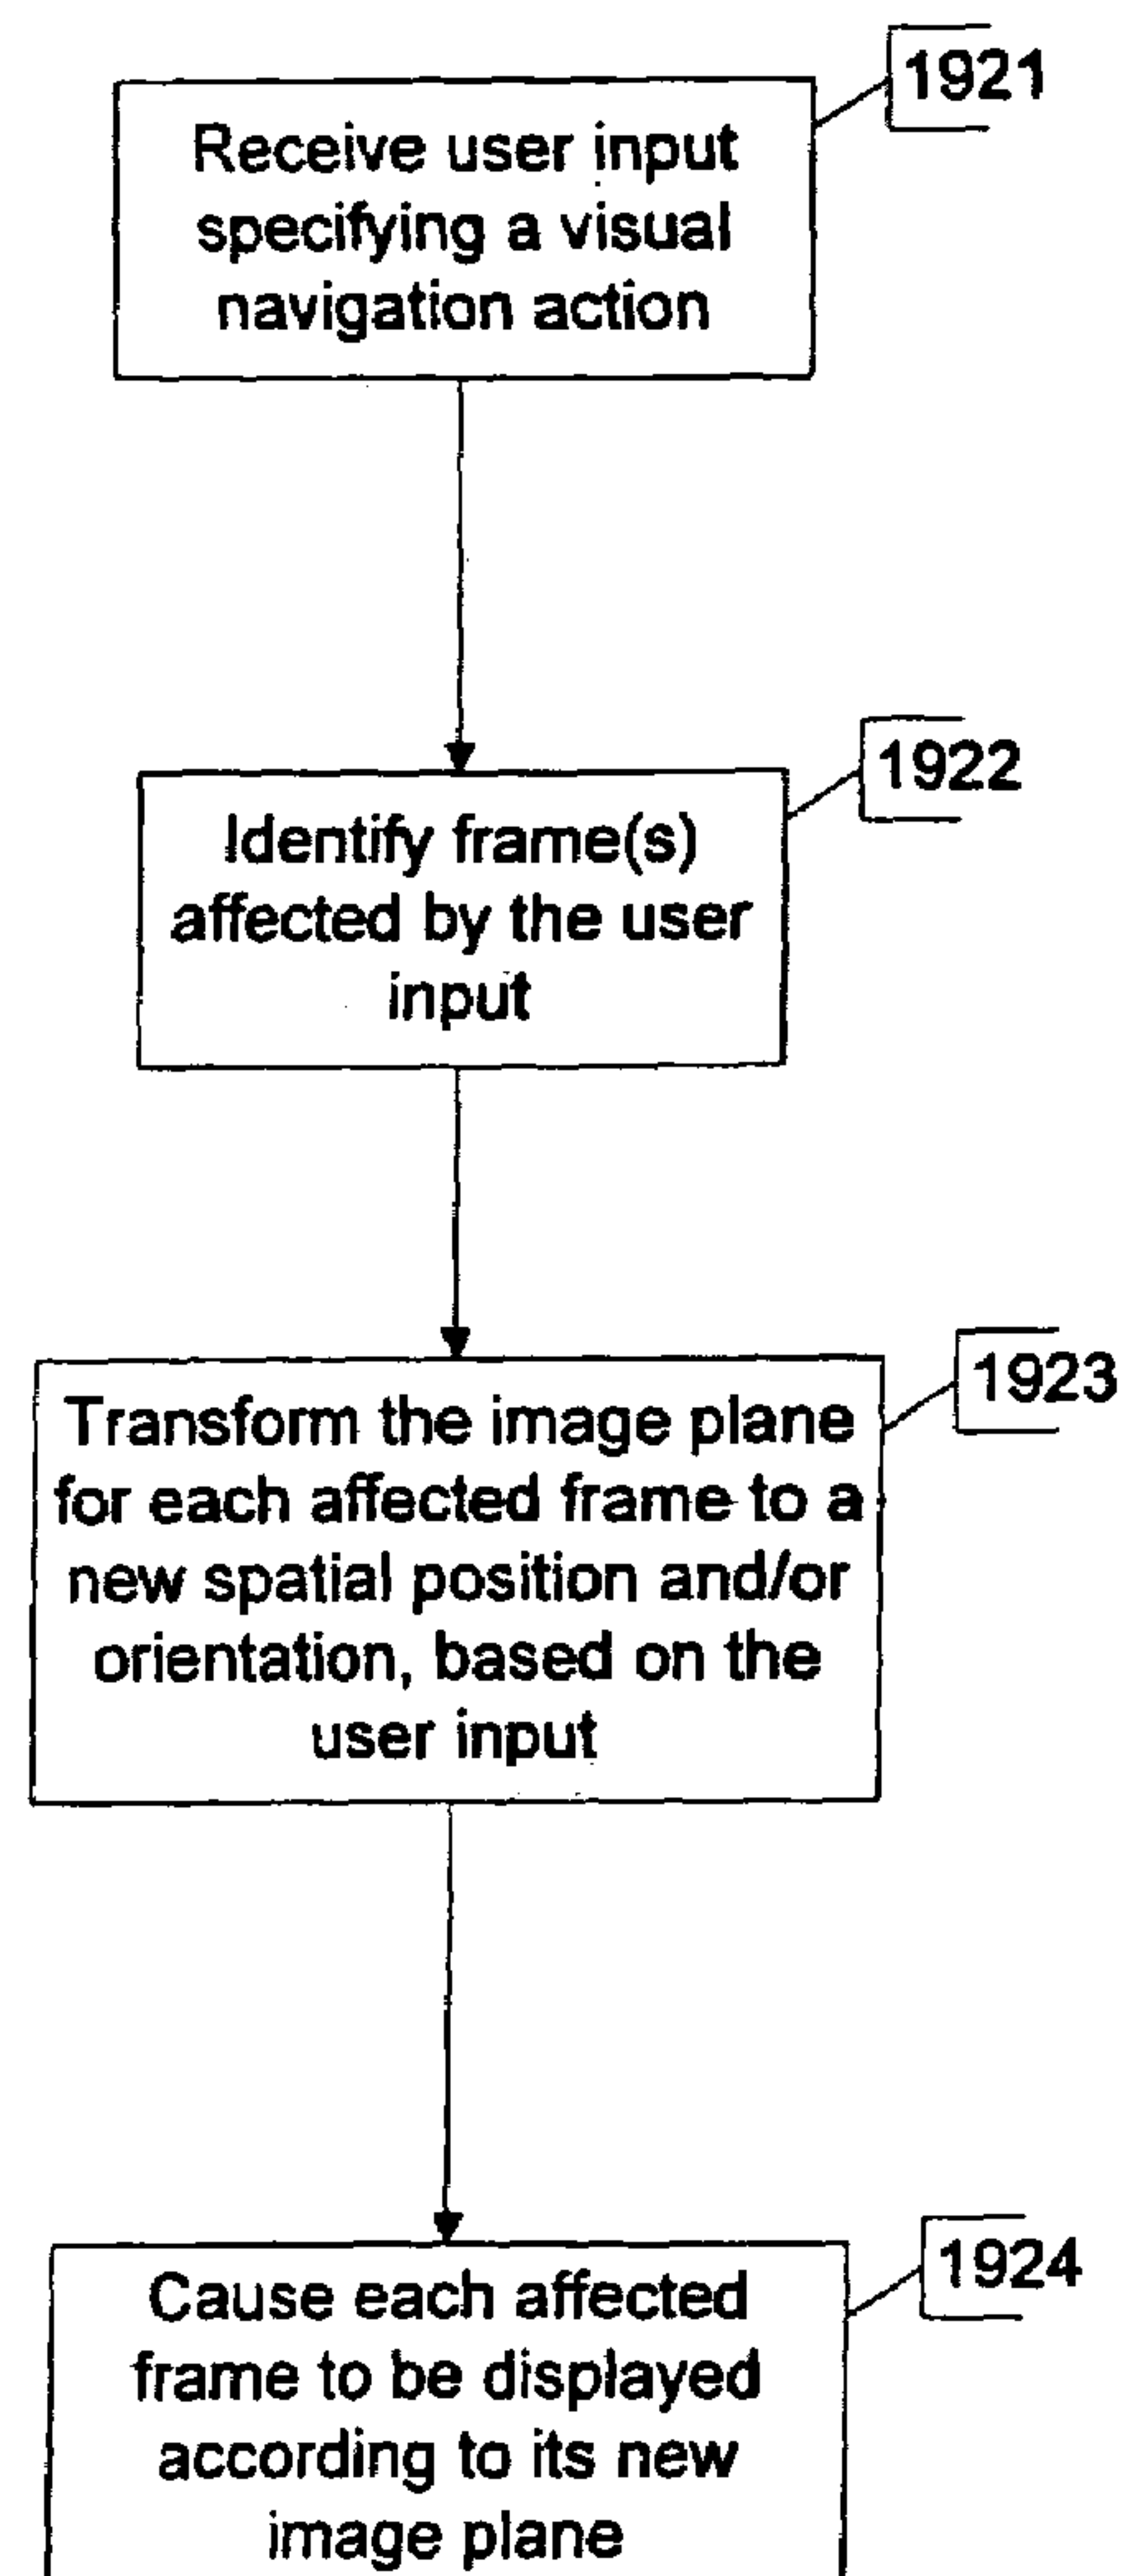 1921
Receive user input
specifying a visual
navigation action
1922
Identify frame(s)
affected by the user
input
1923
Transform the image plane
for each affected frame to a
new spatial position and/or
orientation, based on the
user input
1924
Cause each affected
frame to be displayed
according to its new
image plane